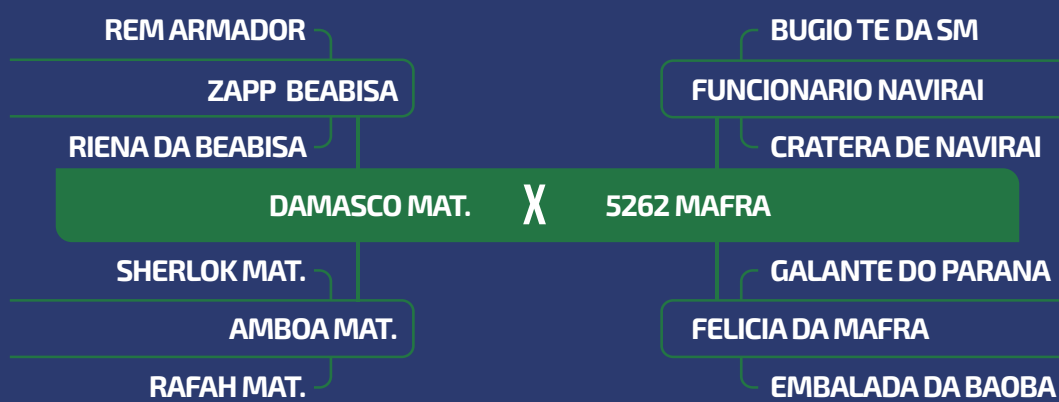 REM ARMADOR
BUGIO TE DA SM
ZAPP BEABISA
FUNCIONARIO NAVIRAI
RIENA DA BEABISA
CRATERA DE NAVIRAI
DAMASCO MAT. X 5262 MAFRA
SHERLOK MAT.
GALANTE DO PARANA
AMBOA MAT.
FELICIA DA MAFRA
RAFAH MAT.
EMBALADA DA BAOBA